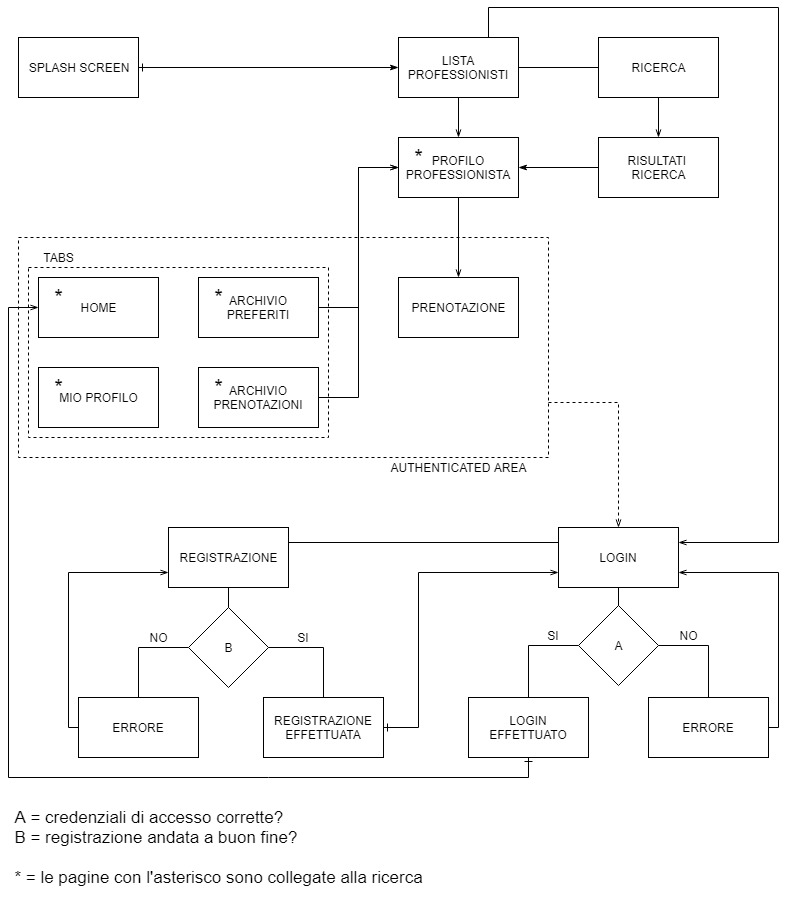 SPLASH SCREEN
LISTA
PROFESSIONISTI
RICERCA
* PROFILO
PROFESSIONISTA
RISULTATI
RICERCA
TABS
* HOME
* ARCHIVIO
PREFERITI
PRENOTAZIONE
* MIO PROFILO
* ARCHIVIO
PRENOTAZIONI
AUTHENTICATED AREA
REGISTRAZIONE
LOGIN
NO
B
SI
SI
A
NO
ERRORE
REGISTRAZIONE
EFFETTUATA
LOGIN
EFFETTUATO
ERRORE
A = credenziali di accesso corrette?
B = registrazione andata a buon fine?
* = le pagine con l'asterisco sono collegate alla ricerca